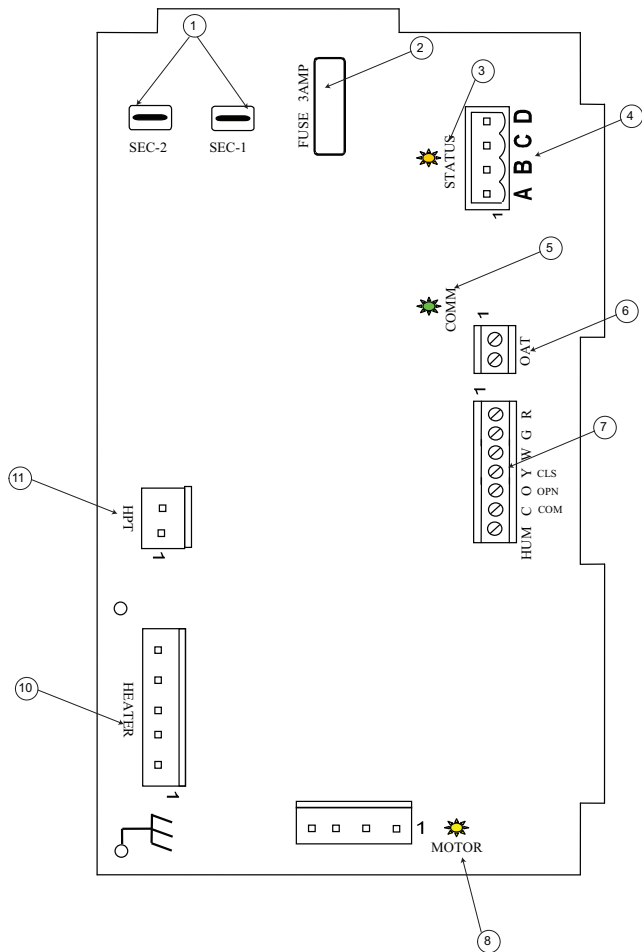 1
2
3
4
5
6
7
8
10
11
SEC-2
SEC-1
FUSE 3AMP
STATUS
A B C D
1
COMM
1
OAT
1
HUM C O Y W G R
CLS
OPN
COM
HPT
1
HEATER
1
1
MOTOR